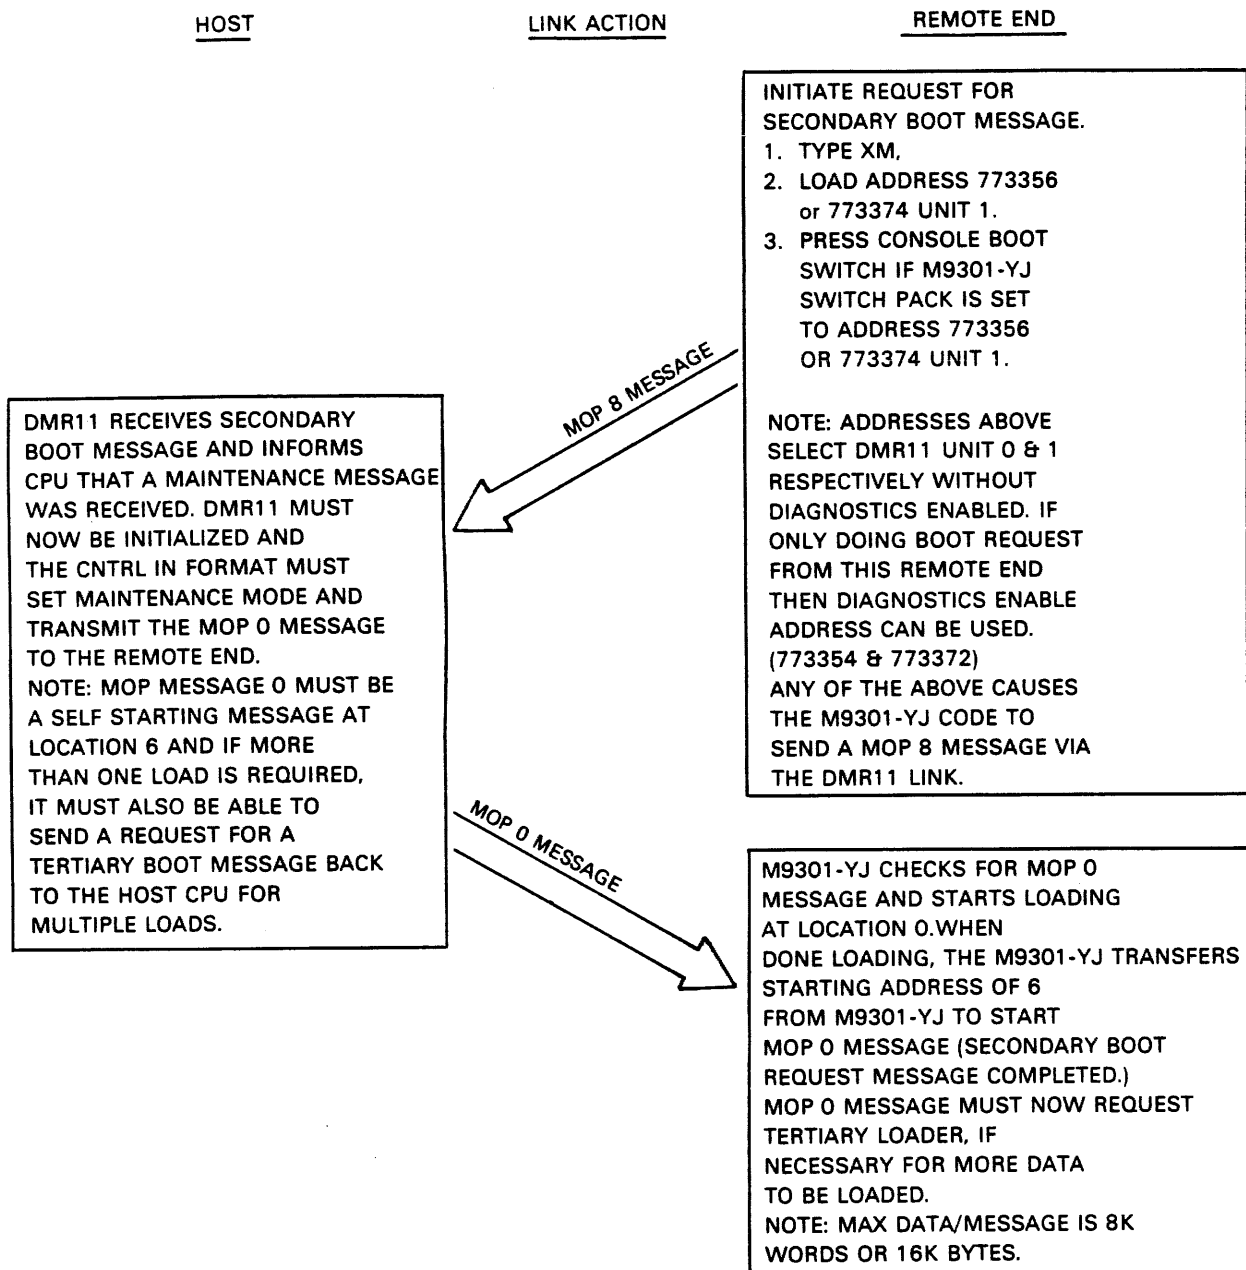 HOST
LINK ACTION
REMOTE END
INITIATE REQUEST FOR
SECONDARY BOOT MESSAGE.
1. TYPE XM,
2. LOAD ADDRESS 773356
or 773374 UNIT 1.
3. PRESS CONSOLE BOOT
SWITCH IF M9301-YJ
SWITCH PACK IS SET
TO ADDRESS 773356
OR 773374 UNIT 1.
NOTE: ADDRESSES ABOVE
SELECT DMR11 UNIT 0 & 1
RESPECTIVELY WITHOUT
DIAGNOSTICS ENABLED. IF
ONLY DOING BOOT REQUEST
FROM THIS REMOTE END
THEN DIAGNOSTICS ENABLE
ADDRESS CAN BE USED.
(773354 & 773372)
ANY OF THE ABOVE CAUSES
THE M9301-YJ CODE TO
SEND A MOP 8 MESSAGE VIA
THE DMR11 LINK.
MOP 8 MESSAGE
DMR11 RECEIVES SECONDARY
BOOT MESSAGE AND INFORMS
CPU THAT A MAINTENANCE MESSAGE
WAS RECEIVED. DMR11 MUST
NOW BE INITIALIZED AND
THE CNTRL IN FORMAT MUST
SET MAINTENANCE MODE AND
TRANSMIT THE MOP 0 MESSAGE
TO THE REMOTE END.
NOTE: MOP MESSAGE 0 MUST BE
A SELF STARTING MESSAGE AT
LOCATION 6 AND IF MORE
THAN ONE LOAD IS REQUIRED,
IT MUST ALSO BE ABLE TO
SEND A REQUEST FOR A
TERTIARY BOOT MESSAGE BACK
TO THE HOST CPU FOR
MULTIPLE LOADS.
MOP 0 MESSAGE
M9301-YJ CHECKS FOR MOP 0
MESSAGE AND STARTS LOADING
AT LOCATION 0.WHEN
DONE LOADING, THE M9301-YJ TRANSFERS
STARTING ADDRESS OF 6
FROM M9301-YJ TO START
MOP 0 MESSAGE (SECONDARY BOOT
REQUEST MESSAGE COMPLETED.)
MOP 0 MESSAGE MUST NOW REQUEST
TERTIARY LOADER, IF
NECESSARY FOR MORE DATA
TO BE LOADED.
NOTE: MAX DATA/MESSAGE IS 8K
WORDS OR 16K BYTES.